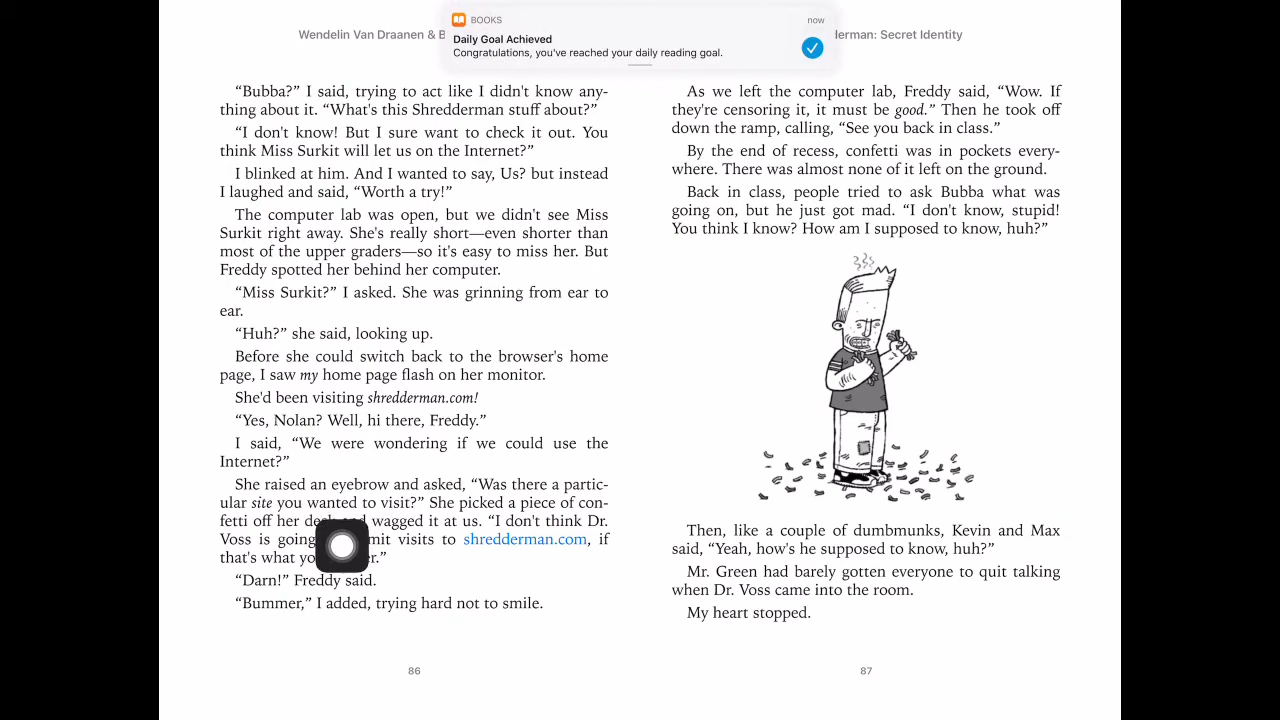 Wendelin Van Draanen & B
BOOKS
now
Daily Goal Achieved
Congratulations, you've reached your daily reading goal.
derman: Secret Identity
“Bubba?” I said, trying to act like I didn't know any-
thing about it. “What's this Shredderman stuff about?”
“I don't know! But I sure want to check it out. You
think Miss Surkit will let us on the Internet?”
I blinked at him. And I wanted to say, Us? but instead
I laughed and said, “Worth a try!”
The computer lab was open, but we didn't see Miss
Surkit right away. She's really short—even shorter than
most of the upper graders—so it's easy to miss her. But
Freddy spotted her behind her computer.
“Miss Surkit?” I asked. She was grinning from ear to
ear.
“Huh?” she said, looking up.
Before she could switch back to the browser's home
page, I saw my home page flash on her monitor.
She'd been visiting shredderman.com!
“Yes, Nolan? Well, hi there, Freddy.”
I said, “We were wondering if we could use the
Internet?”
She raised an eyebrow and asked, “Was there a partic-
ular site you wanted to visit?” She picked a piece of con-
fetti off her desk and wagged it at us. “I don't think Dr.
Voss is going mit visits to shredderman.com, if
that's what yo er.”
“Darn!” Freddy said.
“Bummer,” I added, trying hard not to smile.
86
As we left the computer lab, Freddy said, “Wow. If
they're censoring it, it must be good.” Then he took off
down the ramp, calling, “See you back in class.”
By the end of recess, confetti was in pockets every-
where. There was almost none of it left on the ground.
Back in class, people tried to ask Bubba what was
going on, but he just got mad. “I don't know, stupid!
You think I know? How am I supposed to know, huh?”
Then, like a couple of dumbmunks, Kevin and Max
said, “Yeah, how's he supposed to know, huh?”
Mr. Green had barely gotten everyone to quit talking
when Dr. Voss came into the room.
My heart stopped.
87